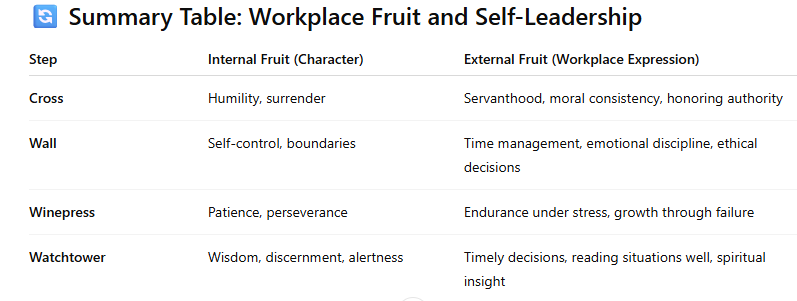 Summary Table: Workplace Fruit and Self-Leadership
Step Internal Fruit (Character) External Fruit (Workplace Expression)
Cross Humility, surrender Servanthood, moral consistency, honoring authority
Wall Self-control, boundaries Time management, emotional discipline, ethical
decisions
Winepress Patience, perseverance Endurance under stress, growth through failure
Watchtower Wisdom, discernment, alertness Timely decisions, reading situations well, spiritual
insight